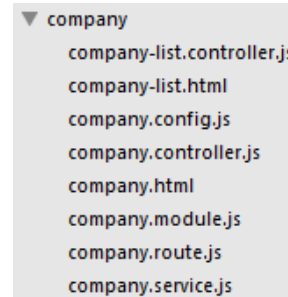 company
company-list.controller.js
company-list.html
company.config.js
company.controller.js
company.html
company.module.js
company.route.js
company.service.js